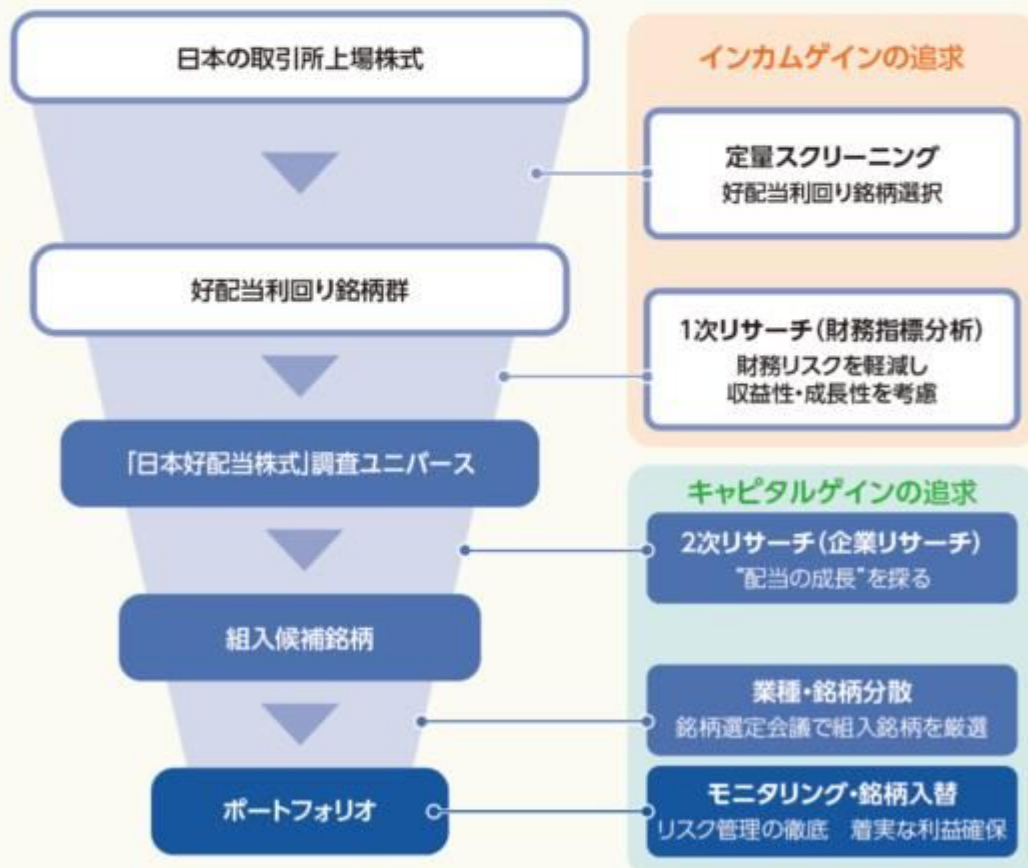 日本の取引所上場株式
インカムゲインの追求
定量スクリーニング
好配当利回り銘柄選択
好配当利回り銘柄群
1次リサーチ（財務指標分析）
財務リスクを軽減し
収益性・成長性を考慮
「日本好配当株式」調査ユニバース
キャピタルゲインの追求
2次リサーチ（企業リサーチ）
“配当の成長”を探る
組入候補銘柄
業種・銘柄分散
銘柄選定会議で組入銘柄を厳選
ポートフォリオ
モニタリング・銘柄入替
リスク管理の徹底　着実な利益確保